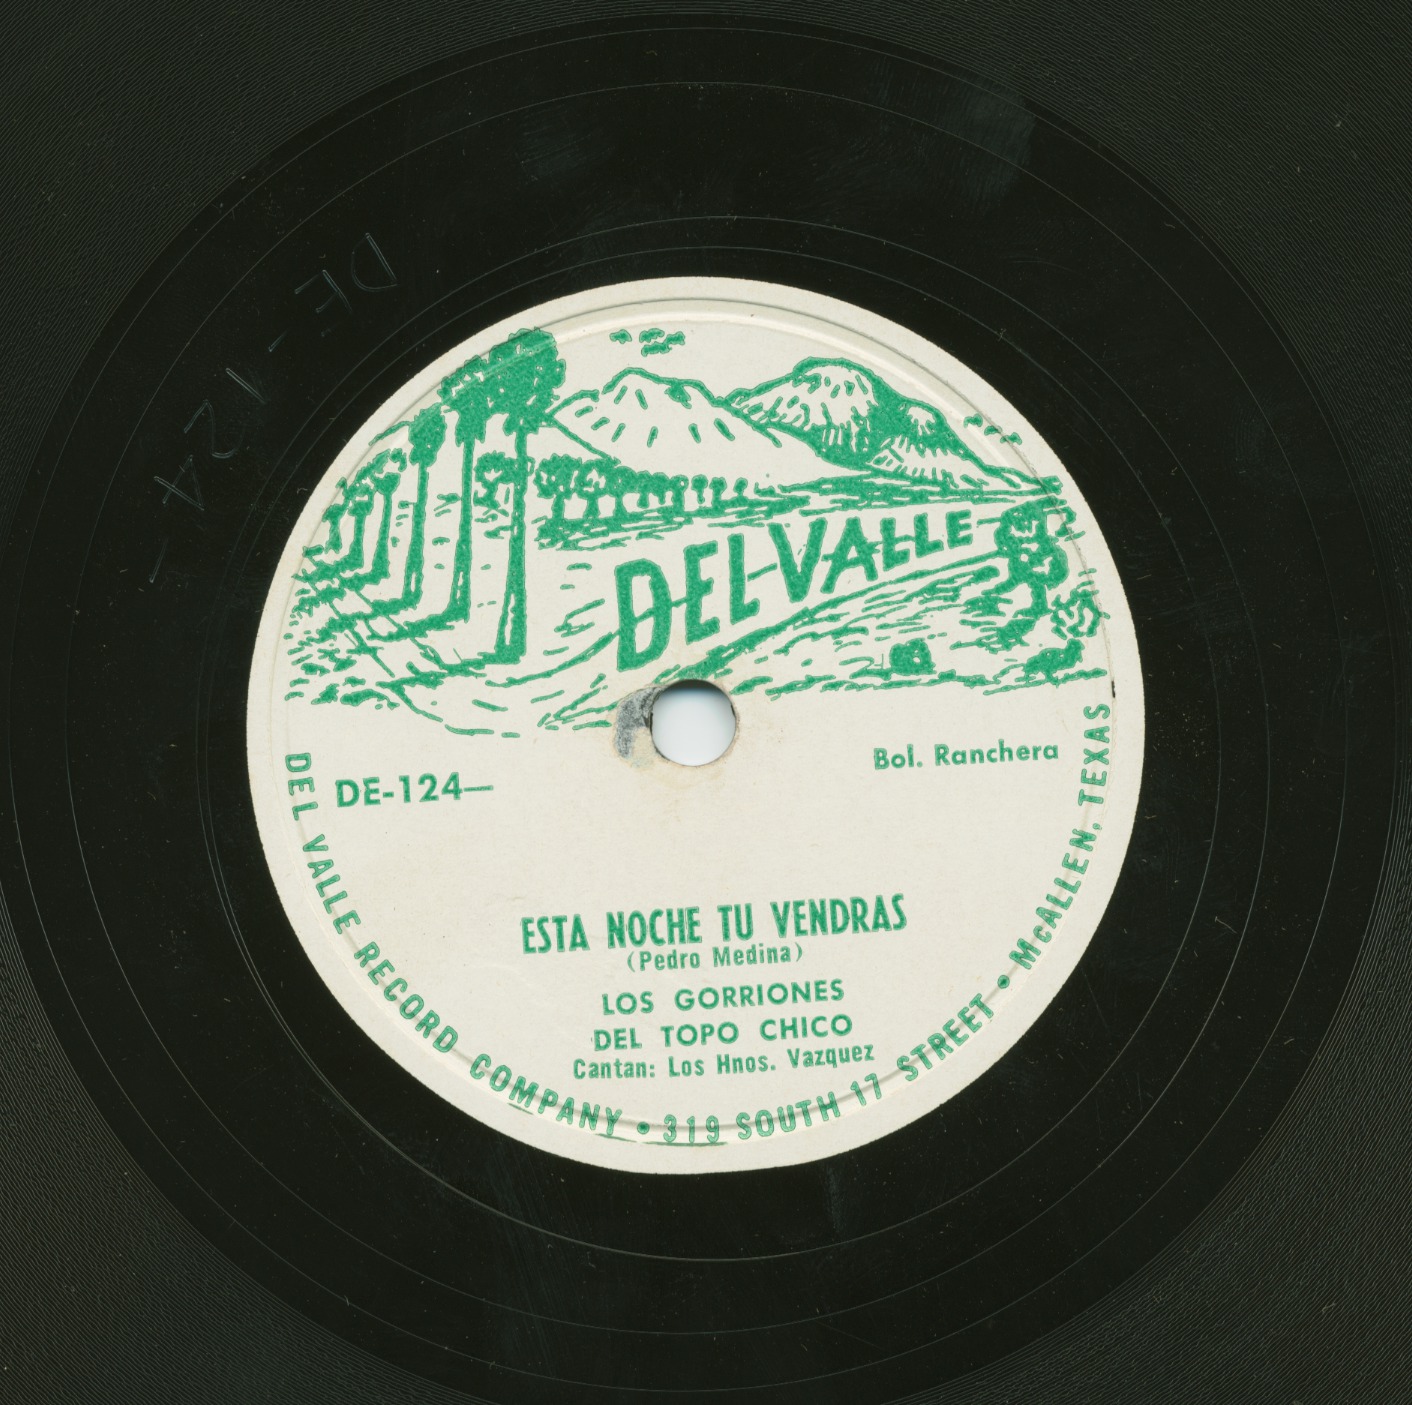 DEL VALLE
Bol. Ranchera
DE-124—
ESTA NOCHE TU VENDRAS
(Pedro Medina)
LOS GORRIONES
DEL TOPO CHICO
Cantan: Los Hnos. Vazquez
DEL VALLE RECORD COMPANY • 319 SOUTH 17 STREET • McALLEN, TEXAS
DE-124-